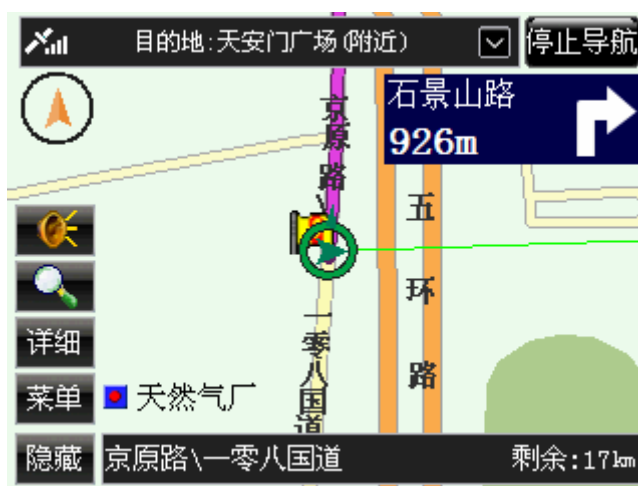 目的地:天安门广场(附近)
停止导航
石景山路
926m
京原路
五环路
一零八国道
详细
菜单
天然气厂
隐藏
京原路\一零八国道
剩余:17km